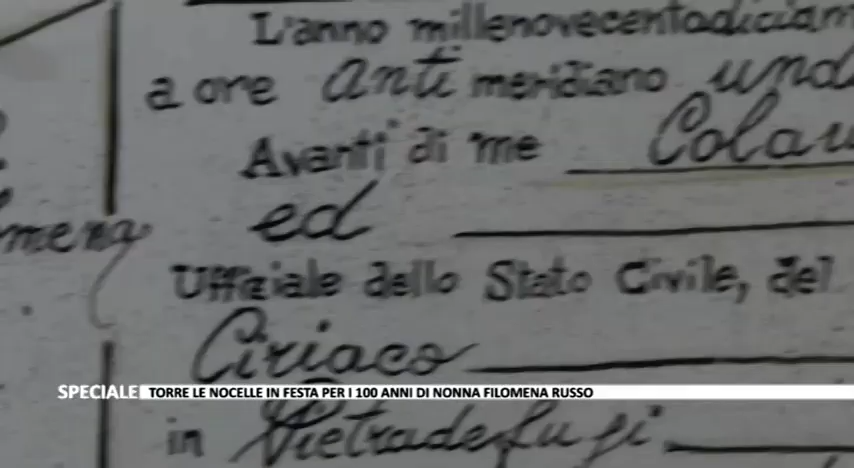 L'anno millenovecentodiciam
a ore anti meridiano und
Avanti di me Colau
mena
ed
Uffiziale dello Stato Civile, del
Ciriaco
SPECIALE TORRE LE NOCELLE IN FESTA PER I 100 ANNI DI NONNA FILOMENA RUSSO
in Pietradefusi